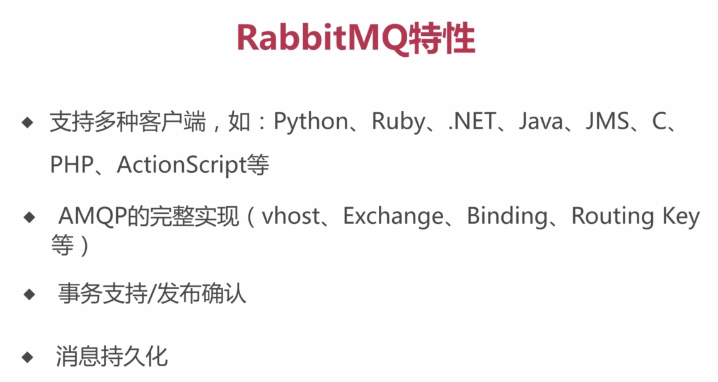 RabbitMQ特性
◆ 支持多种客户端，如：Python、Ruby、.NET、Java、JMS、C、
PHP、ActionScript等
◆ AMQP的完整实现（vhost、Exchange、Binding、Routing Key
等）
◆ 事务支持/发布确认
◆ 消息持久化